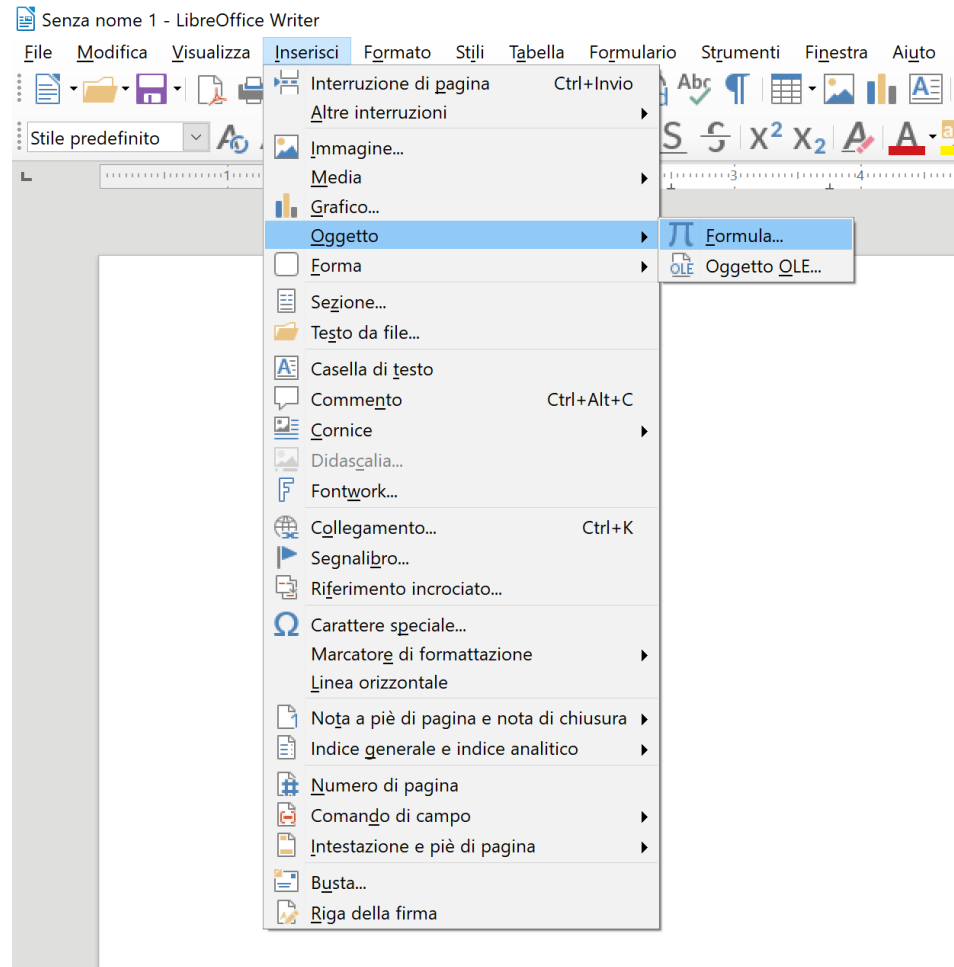 Senza nome 1 - LibreOffice Writer
File Modifica Visualizza Inserisci Formato Stili Tabella Formulario Strumenti Finestra Aiuto
Stile predefinito
1 3 4
Interruzione di pagina Ctrl+Invio
Altre interruzioni
Immagine...
Media
Grafico...
Oggetto
Formula...
Forma
OLE Oggetto OLE...
Sezione...
Testo da file...
Casella di testo
Commento Ctrl+Alt+C
Cornice
Didascalia...
Fontwork...
Collegamento... Ctrl+K
Segnalibro...
Riferimento incrociato...
Carattere speciale...
Marcatore di formattazione
Linea orizzontale
Nota a piè di pagina e nota di chiusura
Indice generale e indice analitico
Numero di pagina
Comando di campo
Intestazione e piè di pagina
Busta...
Riga della firma